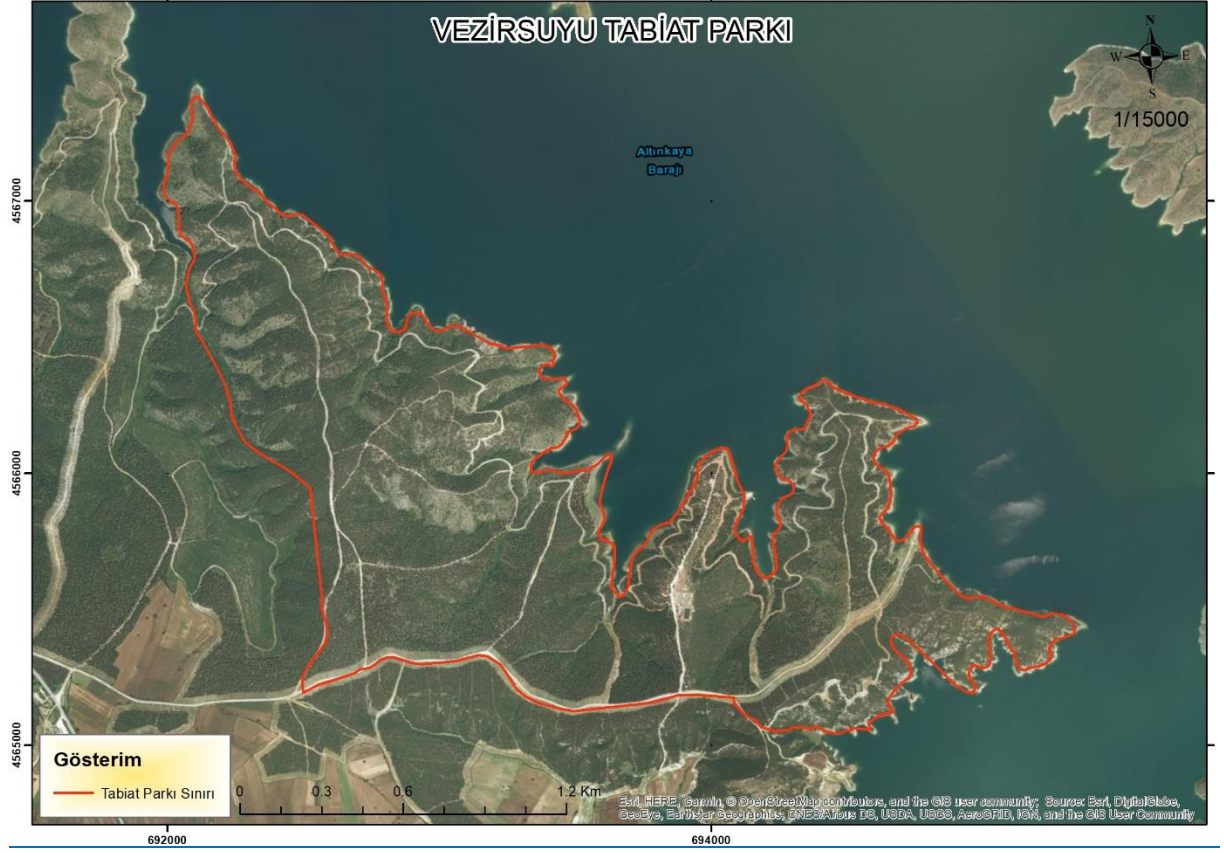 VEZİRSUYU TABİAT PARKI
N
W E
S
1/15000
Altınkaya
Barajı
4567000
4566000
4565000
Gösterim
Tabiat Parkı Sınırı
0 0.3 0.6 1.2 Km
Esri, HERE, Garmin, © OpenStreetMap contributors, and the GIS user community; Source: Esri, DigitalGlobe,
GeoEye, Earthstar Geographics, CNES/Airbus DS, USDA, USGS, AeroGRID, IGN, and the GIS User Community
692000 694000